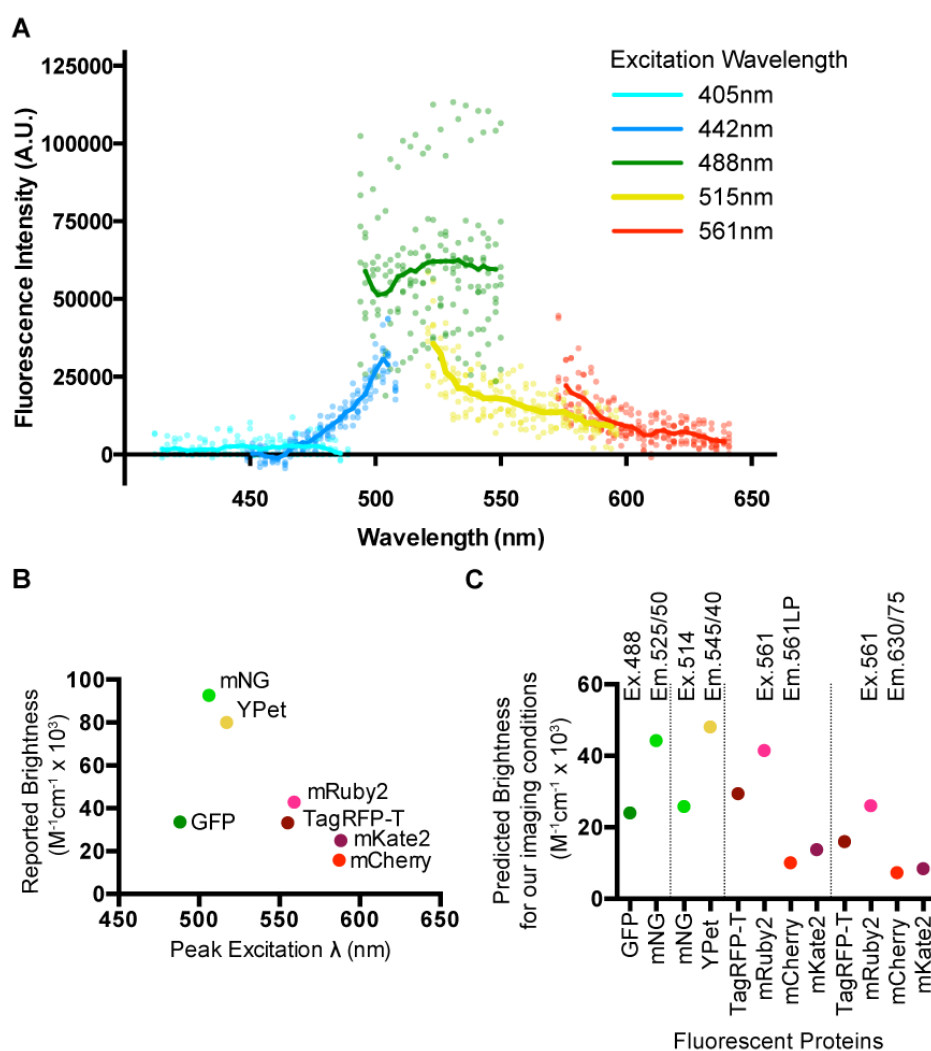 A
Fluorescence Intensity (A.U.)
125000
100000
75000
50000
25000
0
450
500
550
600
650
Wavelength (nm)
Excitation Wavelength
405nm
442nm
488nm
515nm
561nm
B
Reported Brightness
(M⁻¹cm⁻¹ x 10³)
100
80
60
40
20
0
450
500
550
600
650
Peak Excitation λ (nm)
mNG
YPet
GFP
mRuby2
TagRFP-T
mKate2
mCherry
C
Ex.488
Em.525/50
Ex.514
Em.545/40
Ex.561
Em.561LP
Ex.561
Em.630/75
Predicted Brightness
for our imaging conditions
(M⁻¹cm⁻¹ x 10³)
60
40
20
0
GFP
mNG
mNG
YPet
TagRFP-T
mRuby2
mCherry
mKate2
TagRFP-T
mRuby2
mCherry
mKate2
Fluorescent Proteins